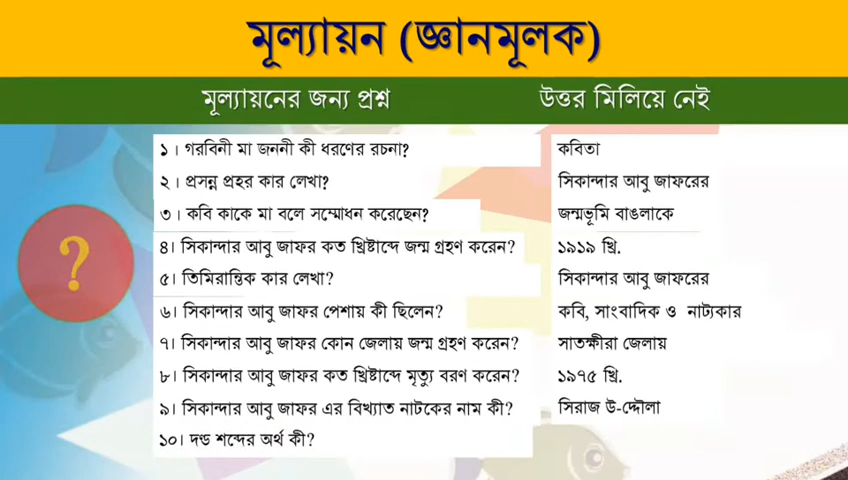 মূল্যায়ন (জ্ঞানমূলক)
মূল্যায়নের জন্য প্রশ্ন উত্তর মিলিয়ে নেই
?
১। গরবিনী মা জননী কী ধরণের রচনা? কবিতা
২। প্রসন্ন প্রহর কার লেখা? সিকান্দার আবু জাফরের
৩। কবি কাকে মা বলে সম্মোধন করেছেন? জন্মভূমি বাঙলাকে
৪। সিকান্দার আবু জাফর কত খ্রিষ্টাব্দে জন্ম গ্রহণ করেন? ১৯১৯ খ্রি.
৫। তিমিরান্তিক কার লেখা? সিকান্দার আবু জাফরের
৬। সিকান্দার আবু জাফর পেশায় কী ছিলেন? কবি, সাংবাদিক ও নাট্যকার
৭। সিকান্দার আবু জাফর কোন জেলায় জন্ম গ্রহণ করেন? সাতক্ষীরা জেলায়
৮। সিকান্দার আবু জাফর কত খ্রিষ্টাব্দে মৃত্যু বরণ করেন? ১৯৭৫ খ্রি.
৯। সিকান্দার আবু জাফর এর বিখ্যাত নাটকের নাম কী? সিরাজ উ-দ্দৌলা
১০। দন্ড শব্দের অর্থ কী?